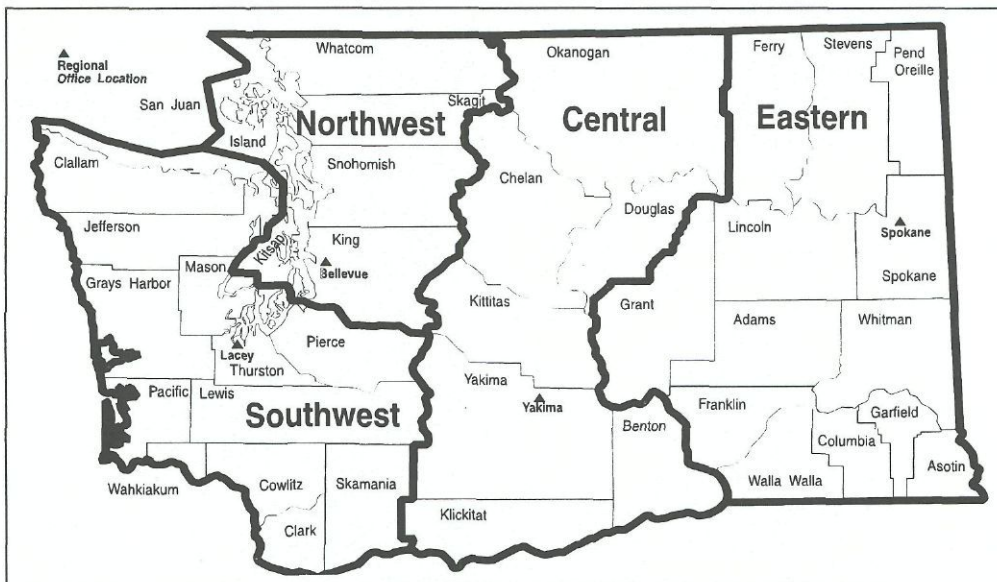 Regional
Office Location
Whatcom
Okanogan
Ferry
Stevens
Pend
Oreille
San Juan
Skagit
Island
Northwest
Central
Eastern
Clallam
Snohomish
Chelan
Douglas
Jefferson
Kitsap
King
Lincoln
Spokane
Bellevue
Spokane
Mason
Grays Harbor
Kittitas
Grant
Adams
Whitman
Pierce
Lacey
Thurston
Pacific
Lewis
Yakima
Yakima
Franklin
Garfield
Southwest
Benton
Columbia
Asotin
Wahkiakum
Cowlitz
Skamania
Walla Walla
Klickitat
Clark